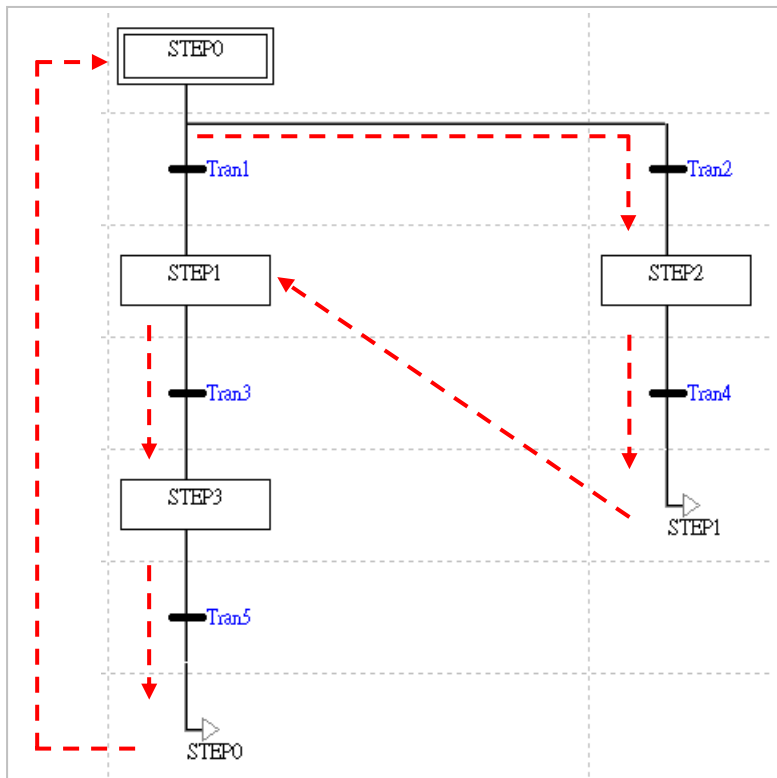 STEP0
Tran1
Tran2
STEP1
STEP2
Tran3
Tran4
STEP3
STEP1
Tran5
STEP0